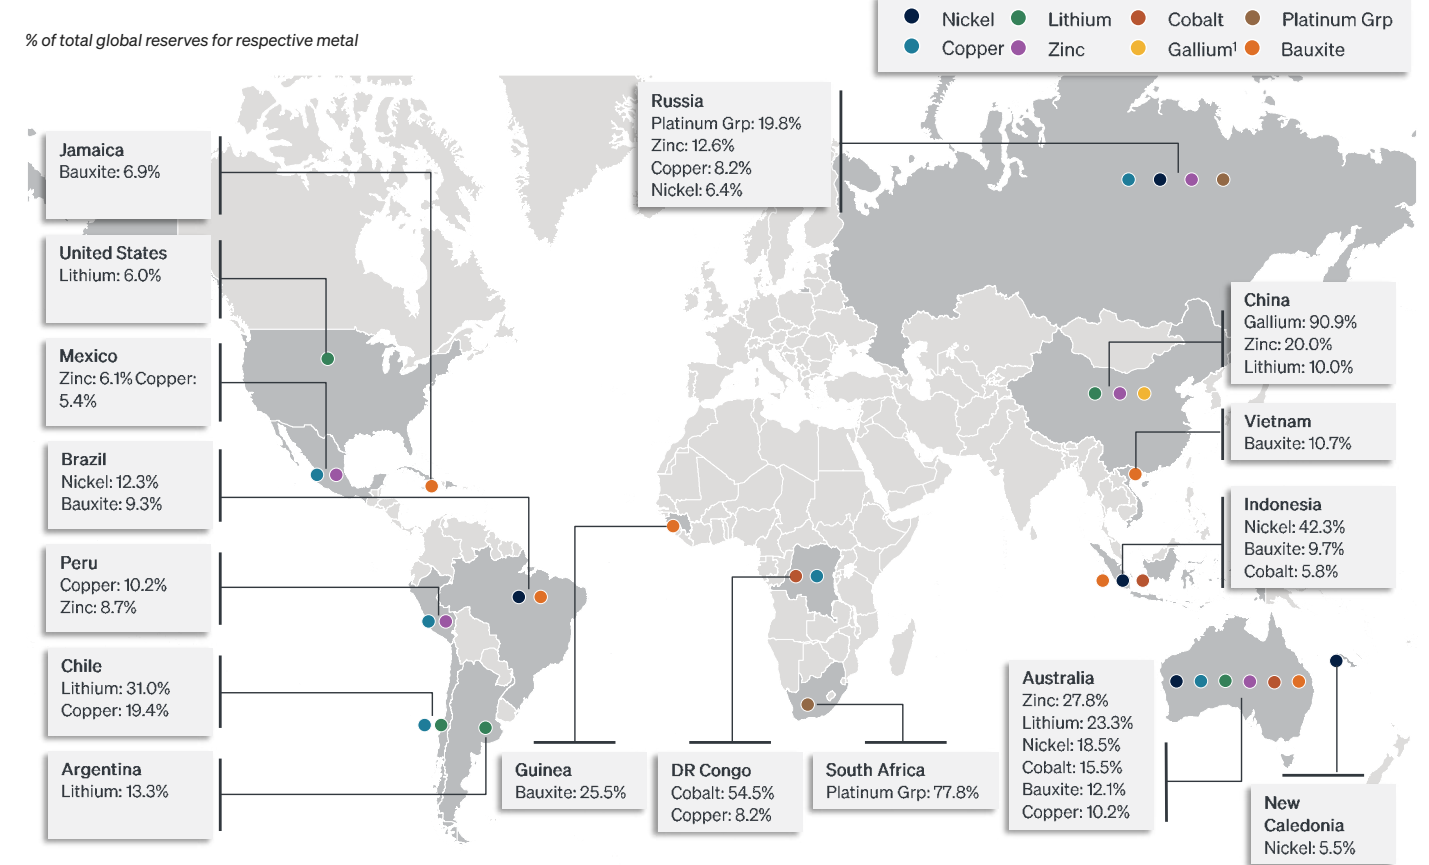 % of total global reserves for respective metal
Nickel
Lithium
Cobalt
Platinum Grp
Copper
Zinc
Gallium¹
Bauxite
Russia
Platinum Grp: 19.8%
Zinc: 12.6%
Copper: 8.2%
Nickel: 6.4%
Jamaica
Bauxite: 6.9%
United States
Lithium: 6.0%
Mexico
Zinc: 6.1% Copper:
5.4%
Brazil
Nickel: 12.3%
Bauxite: 9.3%
Peru
Copper: 10.2%
Zinc: 8.7%
Chile
Lithium: 31.0%
Copper: 19.4%
Argentina
Lithium: 13.3%
China
Gallium: 90.9%
Zinc: 20.0%
Lithium: 10.0%
Vietnam
Bauxite: 10.7%
Indonesia
Nickel: 42.3%
Bauxite: 9.7%
Cobalt: 5.8%
Guinea
Bauxite: 25.5%
DR Congo
Cobalt: 54.5%
Copper: 8.2%
South Africa
Platinum Grp: 77.8%
Australia
Zinc: 27.8%
Lithium: 23.3%
Nickel: 18.5%
Cobalt: 15.5%
Bauxite: 12.1%
Copper: 10.2%
New
Caledonia
Nickel: 5.5%